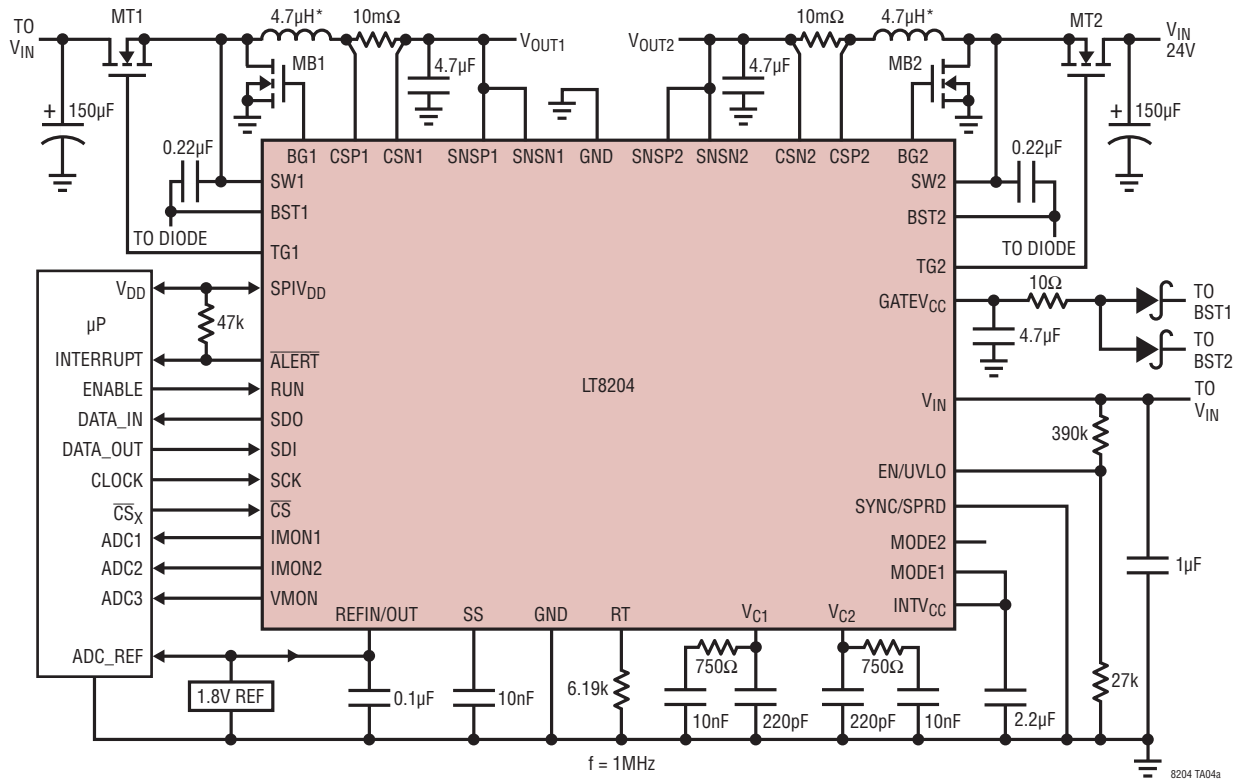 TO
VIN
MT1
4.7µH*
10mΩ
VOUT1
VOUT2
10mΩ
4.7µH*
MT2
VIN
24V
MB1
4.7µF
4.7µF
MB2
+ 150µF
+ 150µF
0.22µF
0.22µF
BG1 CSP1 CSN1 SNSP1 SNSN1 GND SNSP2 SNSN2 CSN2 CSP2 BG2
SW1
SW2
BST1
BST2
TO DIODE
TO DIODE
TG1
TG2
VDD
SPIVDD
GATEVCC
10Ω
TO
BST1
TO
BST2
µP
47k
4.7µF
INTERRUPT
ALERT
ENABLE
RUN
LT8204
VIN
TO
VIN
DATA_IN
SDO
390k
DATA_OUT
SDI
EN/UVLO
CLOCK
SCK
CSX
CS
SYNC/SPRD
ADC1
IMON1
MODE2
ADC2
IMON2
MODE1
1µF
ADC3
VMON
INTVCC
REFIN/OUT SS GND RT VC1 VC2
ADC_REF
750Ω
750Ω
1.8V REF
0.1µF
10nF
6.19k
10nF
220pF
220pF
10nF
2.2µF
27k
f = 1MHz
8204 TA04a